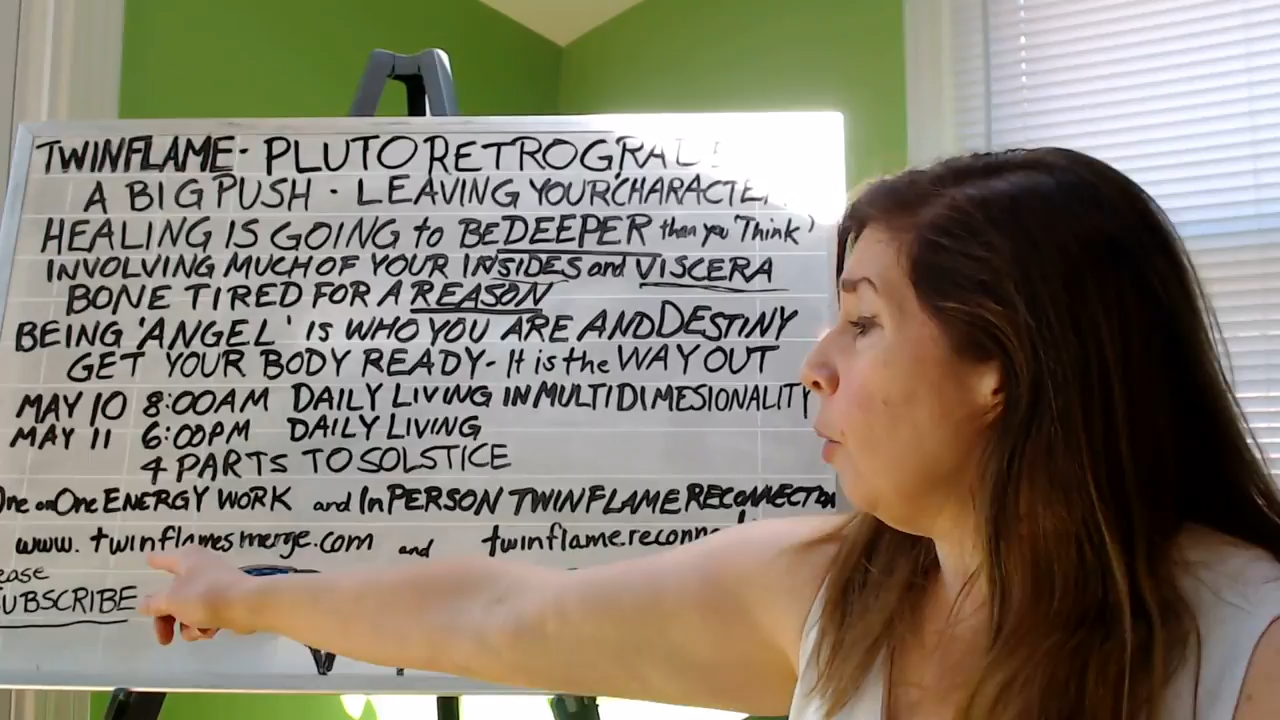 TWINFLAME - PLUTO RETROGRA
A BIG PUSH - LEAVING YOUR 'CHARACTE
HEALING IS GOING to BE DEEPER than you 'Think'
INVOLVING MUCH OF YOUR INSIDES and VISCERA
BONE TIRED FOR A REASON
BEING 'ANGEL' IS WHO YOU ARE AND DESTINY
GET YOUR BODY READY - It is the WAY OUT
MAY 10 8:00AM DAILY LIVING IN MULTIDIMESIONALITY
MAY 11 6:00PM DAILY LIVING
4 PARTS TO SOLSTICE
One on One ENERGY WORK and In PERSON TWINFLAME RECONNECTION
www. twinflamesmerge.com and twinflame.reconne
ease
UBSCRIBE